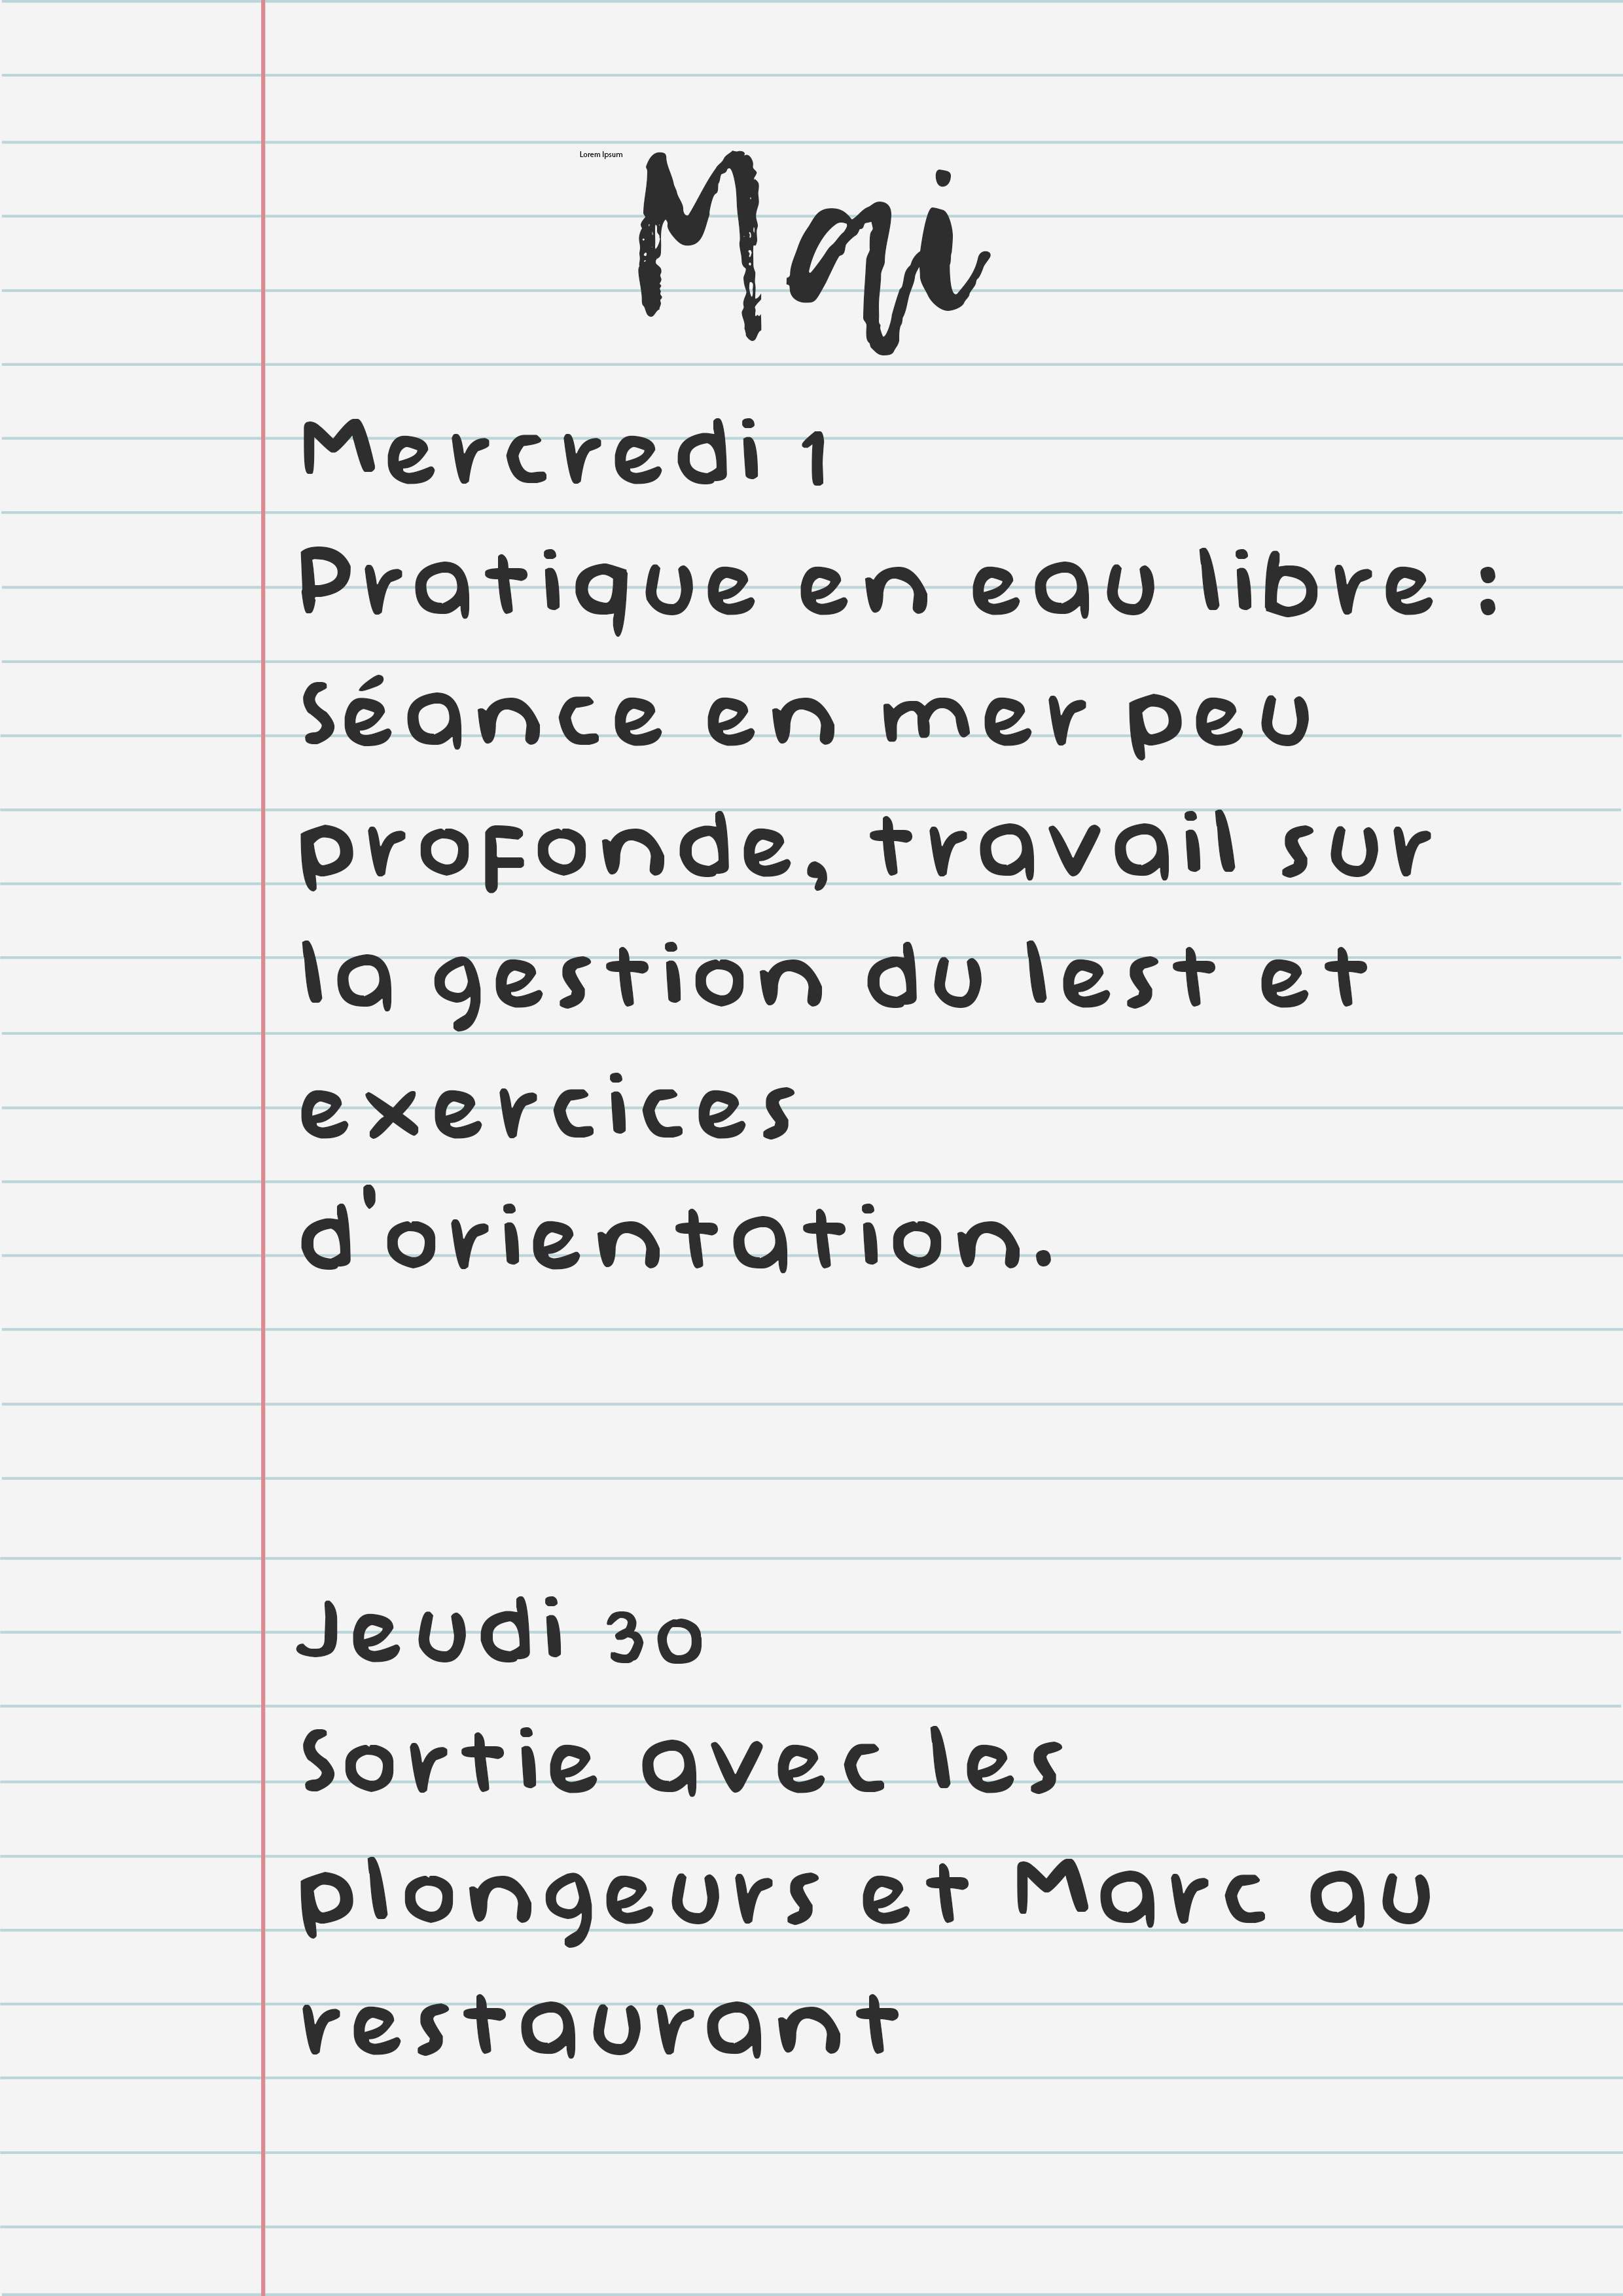 Lorem Ipsum
Mai
Mercredi 1
Pratique en eau libre :
Séance en mer peu
profonde, travail sur
la gestion du lest et
exercices
d'orientation.
Jeudi 30
Sortie avec les
plongeurs et Marc au
restaurant